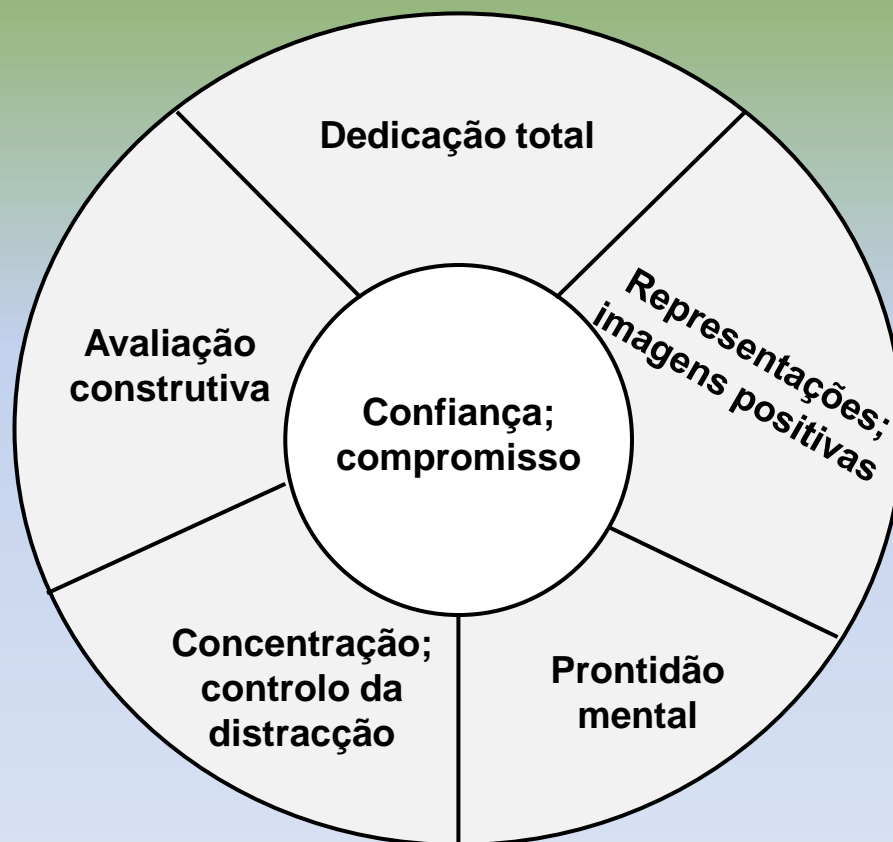 Dedicação total
Representações;
imagens positivas
Avaliação
construtiva
Confiança;
compromisso
Concentração;
controlo da
distracção
Prontidão
mental